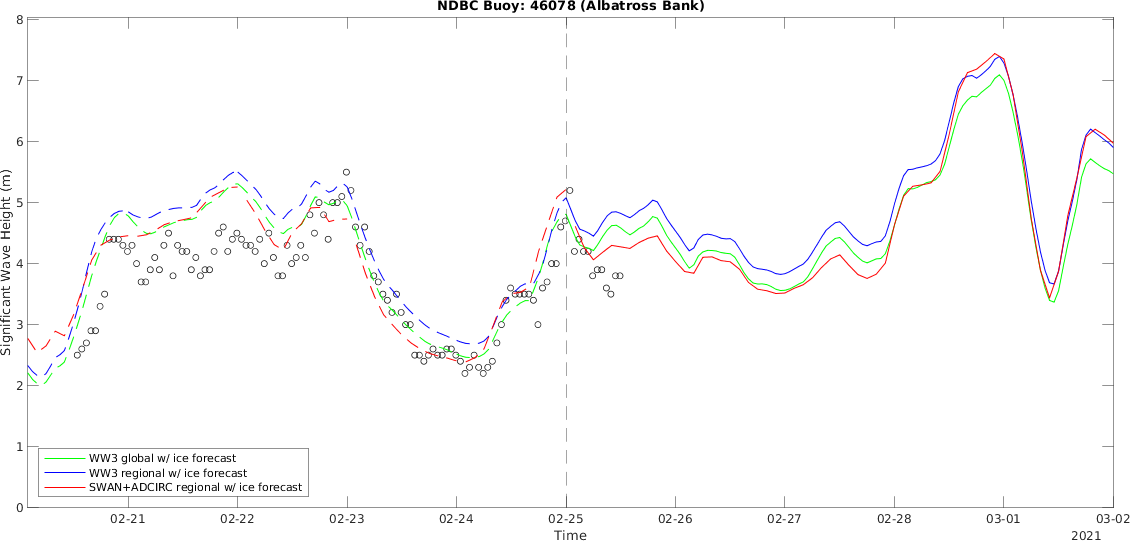 NDBC Buoy: 46078 (Albatross Bank)
8
7
6
5
4
3
2
1
0
Significant Wave Height (m)
WW3 global w/ ice forecast
WW3 regional w/ ice forecast
SWAN+ADCIRC regional w/ ice forecast
02-21 02-22 02-23 02-24 02-25 02-26 02-27 02-28 03-01 03-02
Time
2021